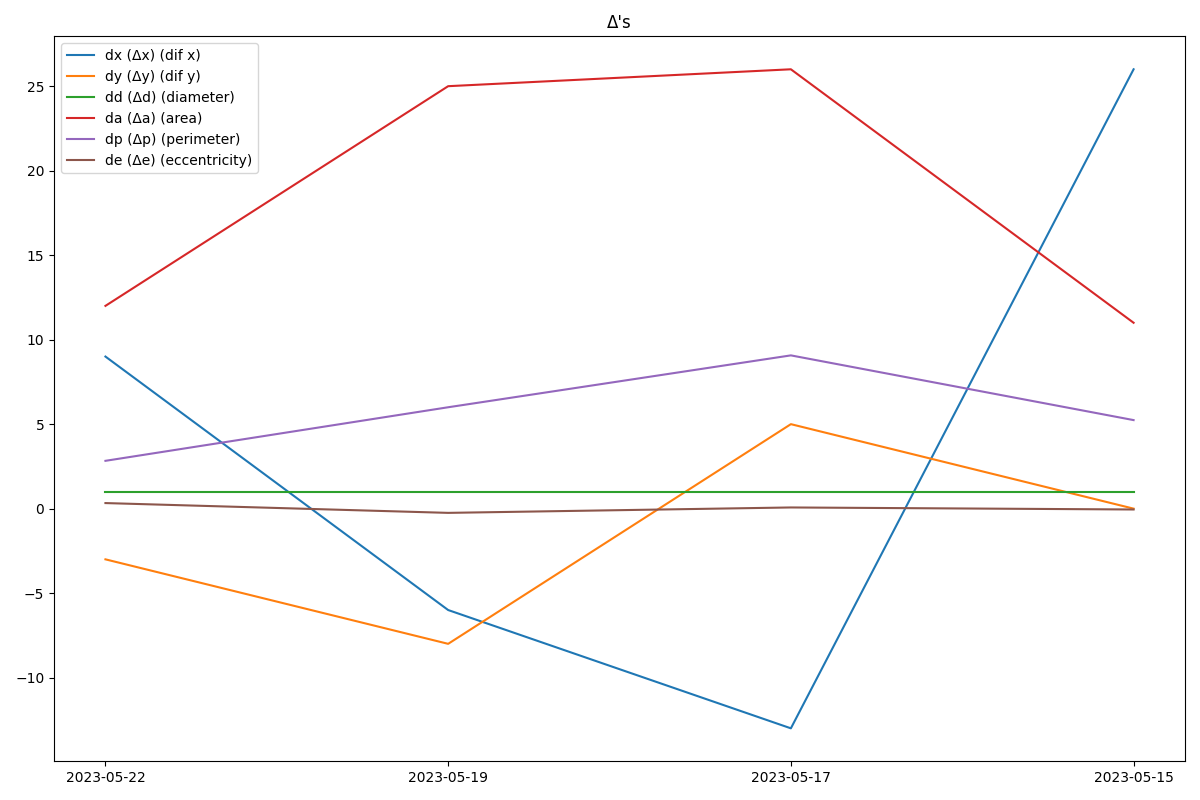 Δ's
dx (Δx) (dif x)
dy (Δy) (dif y)
dd (Δd) (diameter)
da (Δa) (area)
dp (Δp) (perimeter)
de (Δe) (eccentricity)
25
20
15
10
5
0
−5
−10
2023-05-22 2023-05-19 2023-05-17 2023-05-15